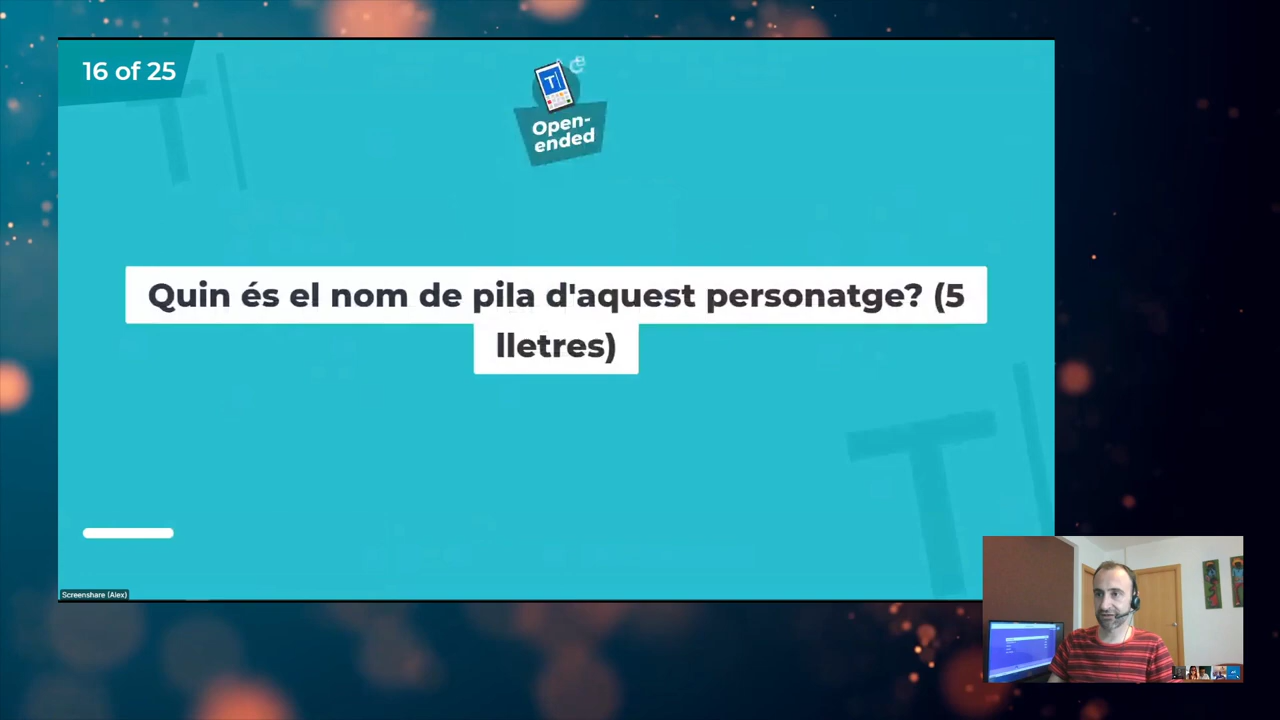 16 of 25
T|
Open-
ended
Quin és el nom de pila d'aquest personatge? (5
lletres)
T|
Screenshare (Alex)